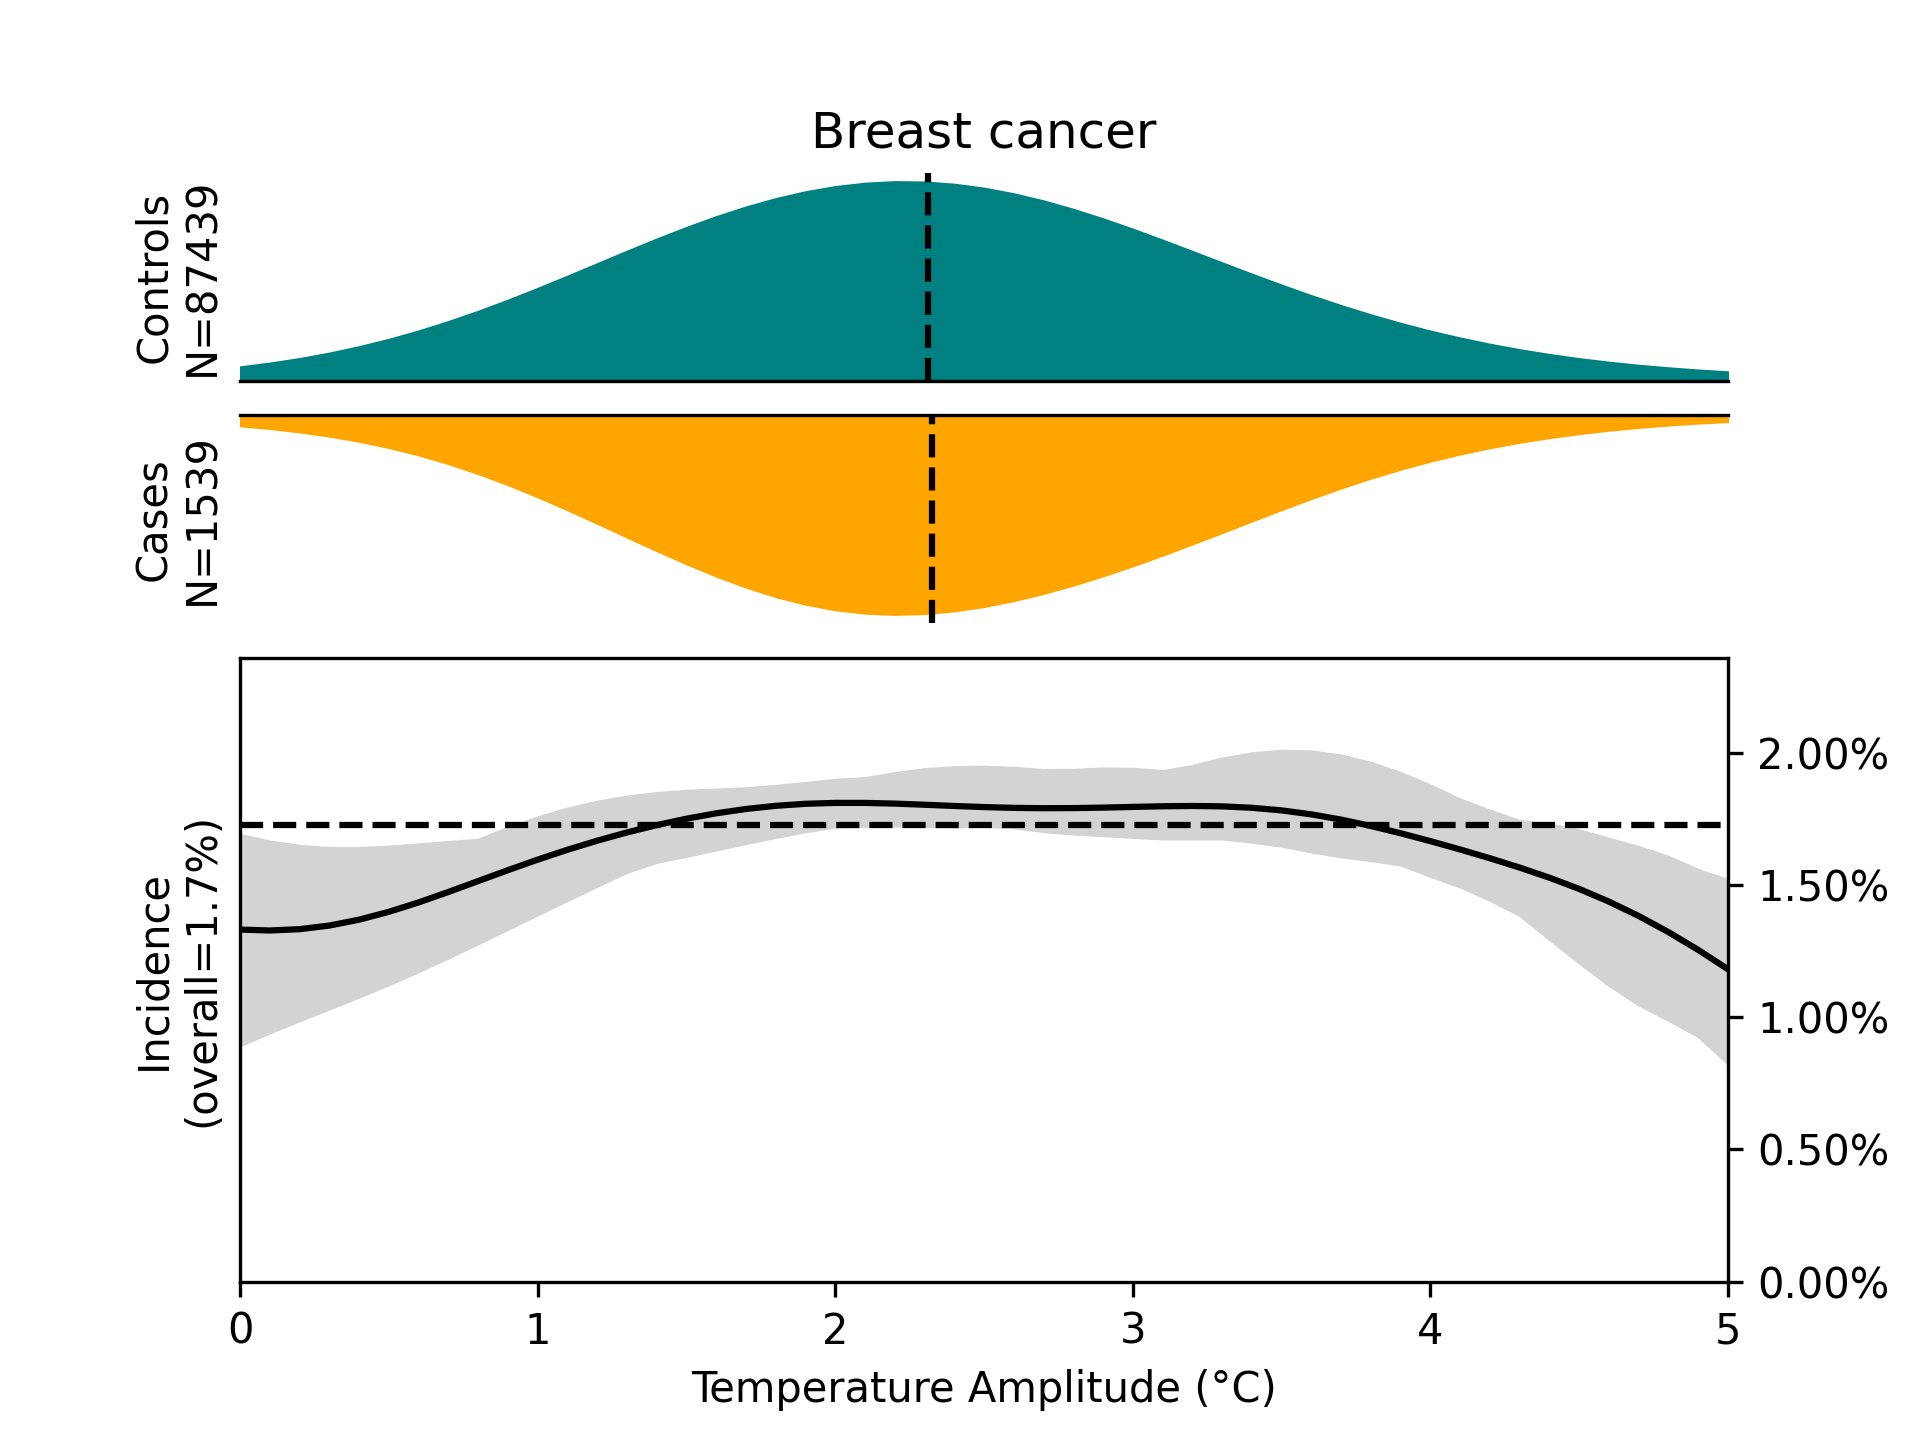 Breast cancer
Controls
N=87439
Cases
N=1539
Incidence
(overall=1.7%)
2.00%
1.50%
1.00%
0.50%
0.00%
0 1 2 3 4 5
Temperature Amplitude (°C)